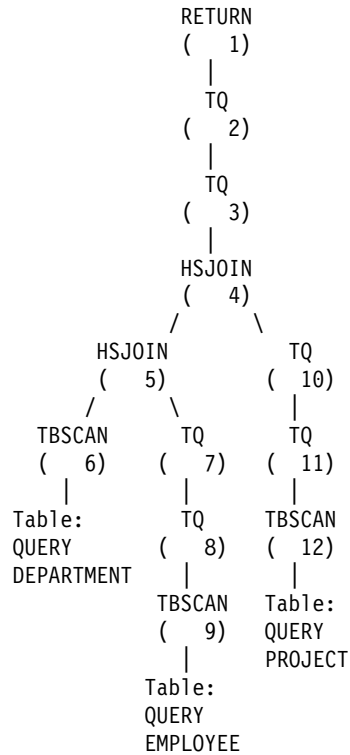 RETURN
( 1)
|
TQ
( 2)
|
TQ
( 3)
|
HSJOIN
( 4)
/ \
HSJOIN TQ
( 5) ( 10)
/ \ |
TBSCAN TQ TQ
( 6) ( 7) ( 11)
| | |
Table: TQ TBSCAN
QUERY ( 8) ( 12)
DEPARTMENT | |
TBSCAN Table:
( 9) QUERY
| PROJECT
Table:
QUERY
EMPLOYEE